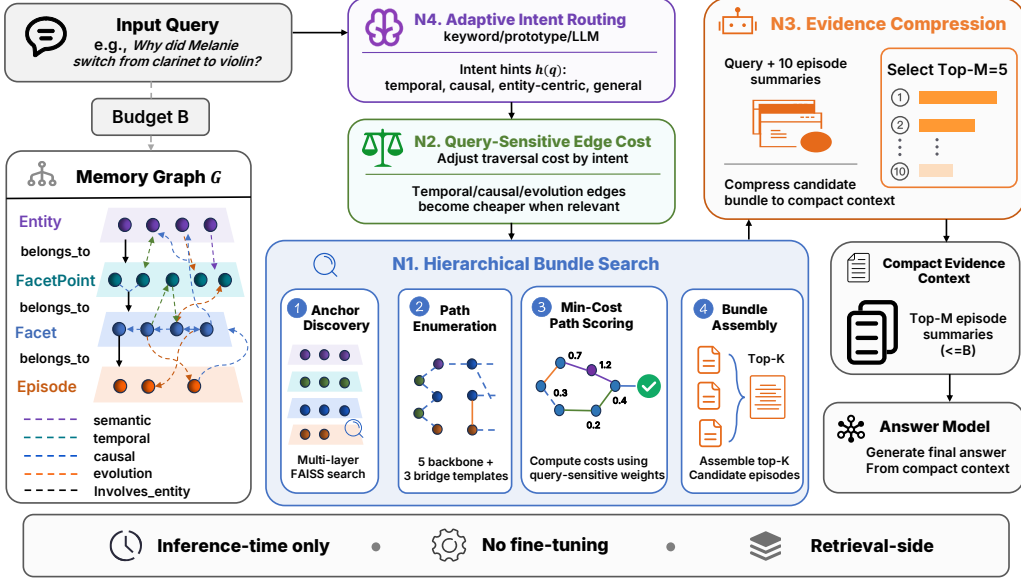 Input Query
e.g., Why did Melanie
switch from clarinet to violin?
Budget B
Memory Graph G
Entity
belongs_to
FacetPoint
belongs_to
Facet
belongs_to
Episode
semantic
temporal
causal
evolution
Involves_entity
N4. Adaptive Intent Routing
keyword/prototype/LLM
Intent hints h(q):
temporal, causal, entity-centric, general
N2. Query-Sensitive Edge Cost
Adjust traversal cost by intent
Temporal/causal/evolution edges
become cheaper when relevant
N1. Hierarchical Bundle Search
1 Anchor
Discovery
Multi-layer
FAISS search
2 Path
Enumeration
5 backbone +
3 bridge templates
3 Min-Cost
Path Scoring
0.7
1.2
0.3
0.4
0.2
Compute costs using
query-sensitive weights
4 Bundle
Assembly
Top-K
Assemble top-K
Candidate episodes
N3. Evidence Compression
Query + 10 episode
summaries
Compress candidate
bundle to compact context
Select Top-M=5
1
2
10
Compact Evidence
Context
Top-M episode
summaries
(<=B)
Answer Model
Generate final answer
From compact context
Inference-time only
No fine-tuning
Retrieval-side